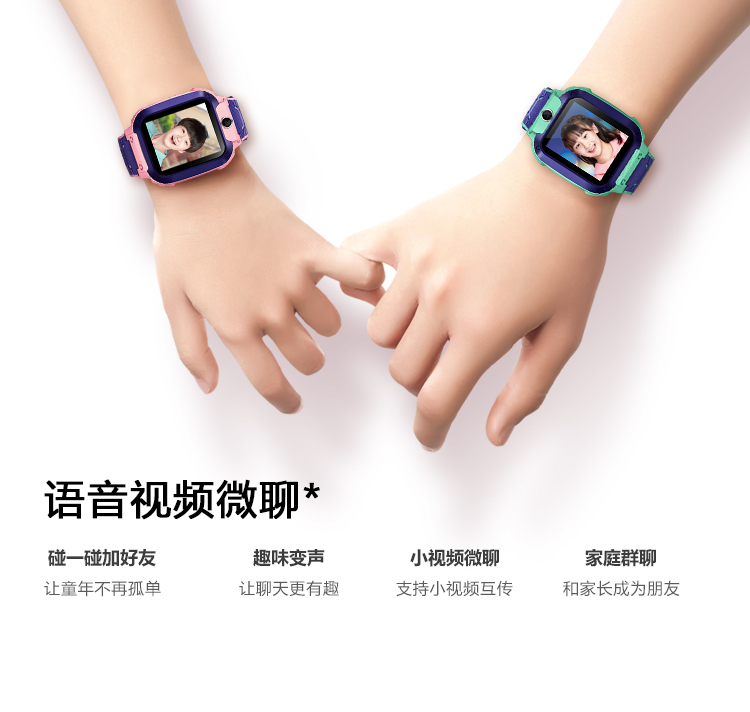 语音视频微聊*
碰一碰加好友 趣味变声 小视频微聊 家庭群聊
让童年不再孤单 让聊天更有趣 支持小视频互传 和家长成为朋友